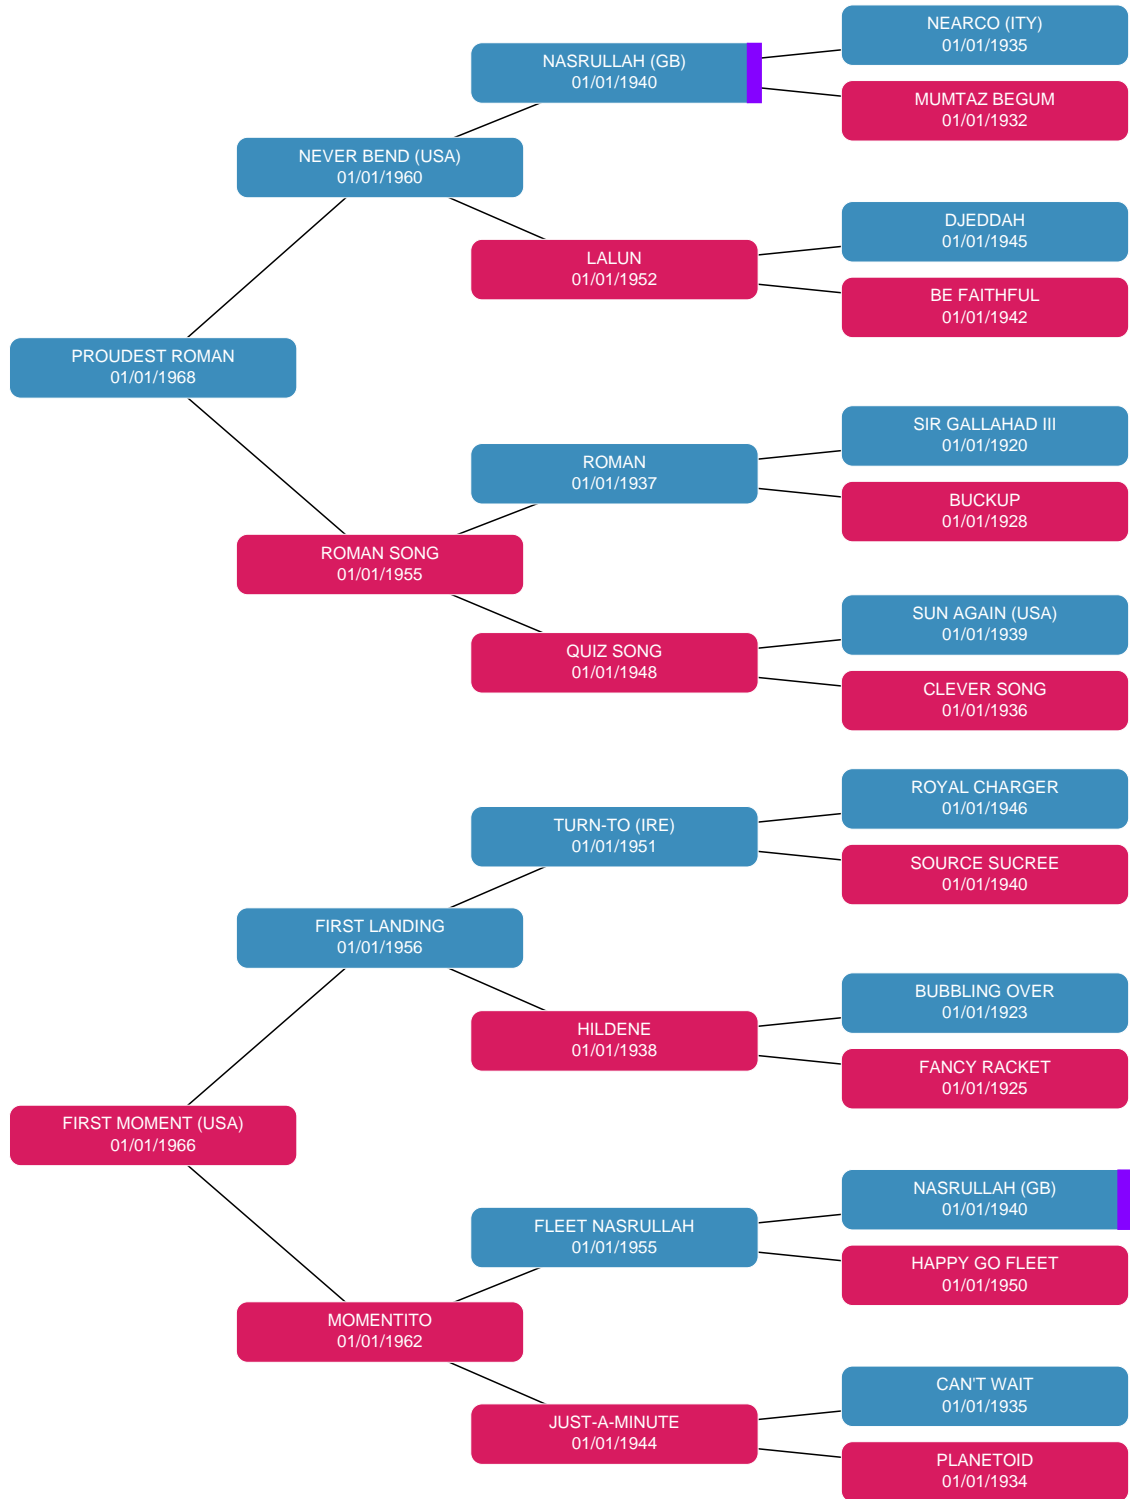 NEARCO (ITY)
01/01/1935
NASRULLAH (GB)
01/01/1940
MUMTAZ BEGUM
01/01/1932
NEVER BEND (USA)
01/01/1960
DJEDDAH
01/01/1945
LALUN
01/01/1952
BE FAITHFUL
01/01/1942
PROUDEST ROMAN
01/01/1968
SIR GALLAHAD III
01/01/1920
ROMAN
01/01/1937
BUCKUP
01/01/1928
ROMAN SONG
01/01/1955
SUN AGAIN (USA)
01/01/1939
QUIZ SONG
01/01/1948
CLEVER SONG
01/01/1936
ROYAL CHARGER
01/01/1946
TURN-TO (IRE)
01/01/1951
SOURCE SUCREE
01/01/1940
FIRST LANDING
01/01/1956
BUBBLING OVER
01/01/1923
HILDENE
01/01/1938
FANCY RACKET
01/01/1925
FIRST MOMENT (USA)
01/01/1966
NASRULLAH (GB)
01/01/1940
FLEET NASRULLAH
01/01/1955
HAPPY GO FLEET
01/01/1950
MOMENTITO
01/01/1962
CAN'T WAIT
01/01/1935
JUST-A-MINUTE
01/01/1944
PLANETOID
01/01/1934